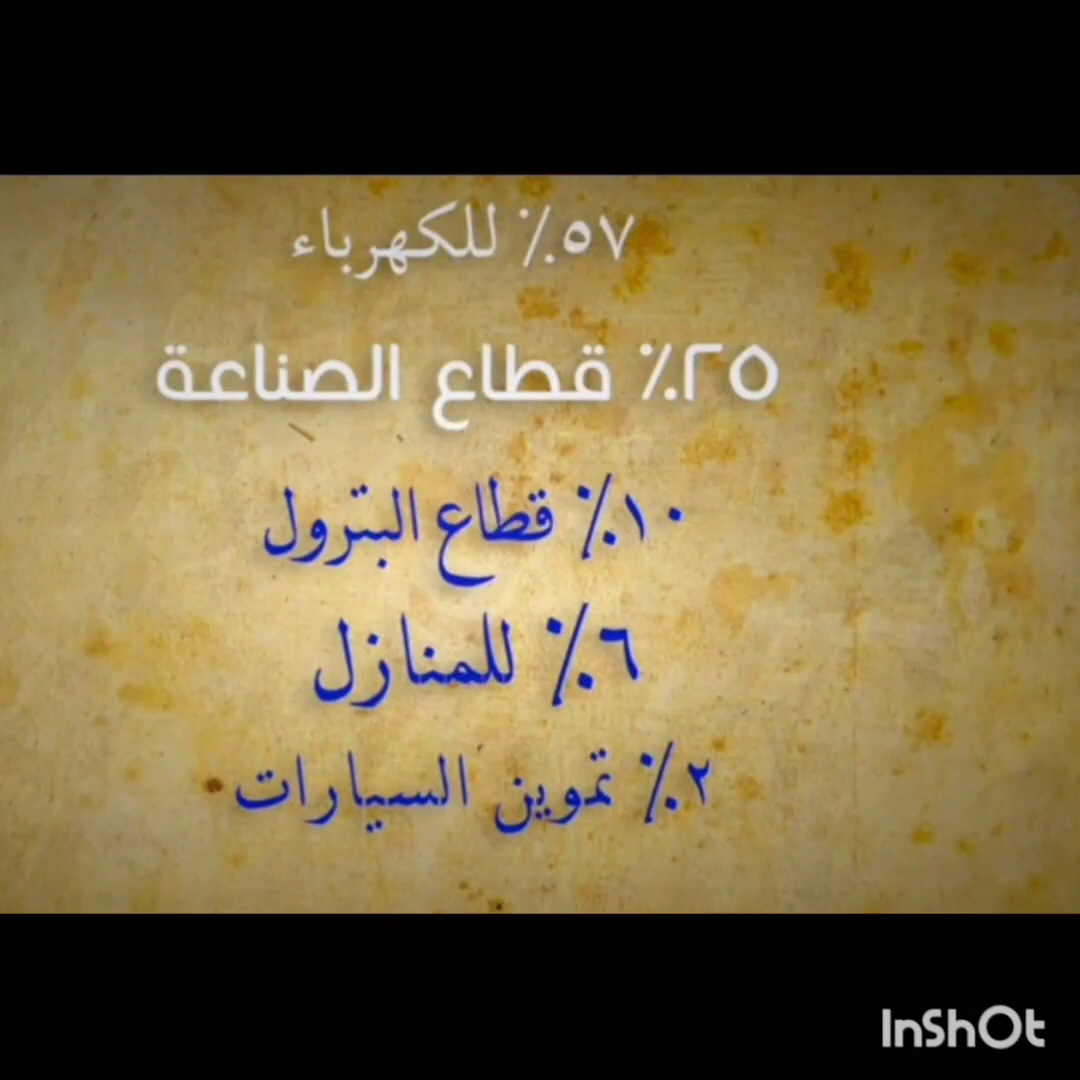 ٥٧٪ للكهرباء
٢٥٪ قطاع الصناعة
١٠٪ قطاع البترول
٦٪ للمنازل
٢٪ تموين السيارات
InShOt